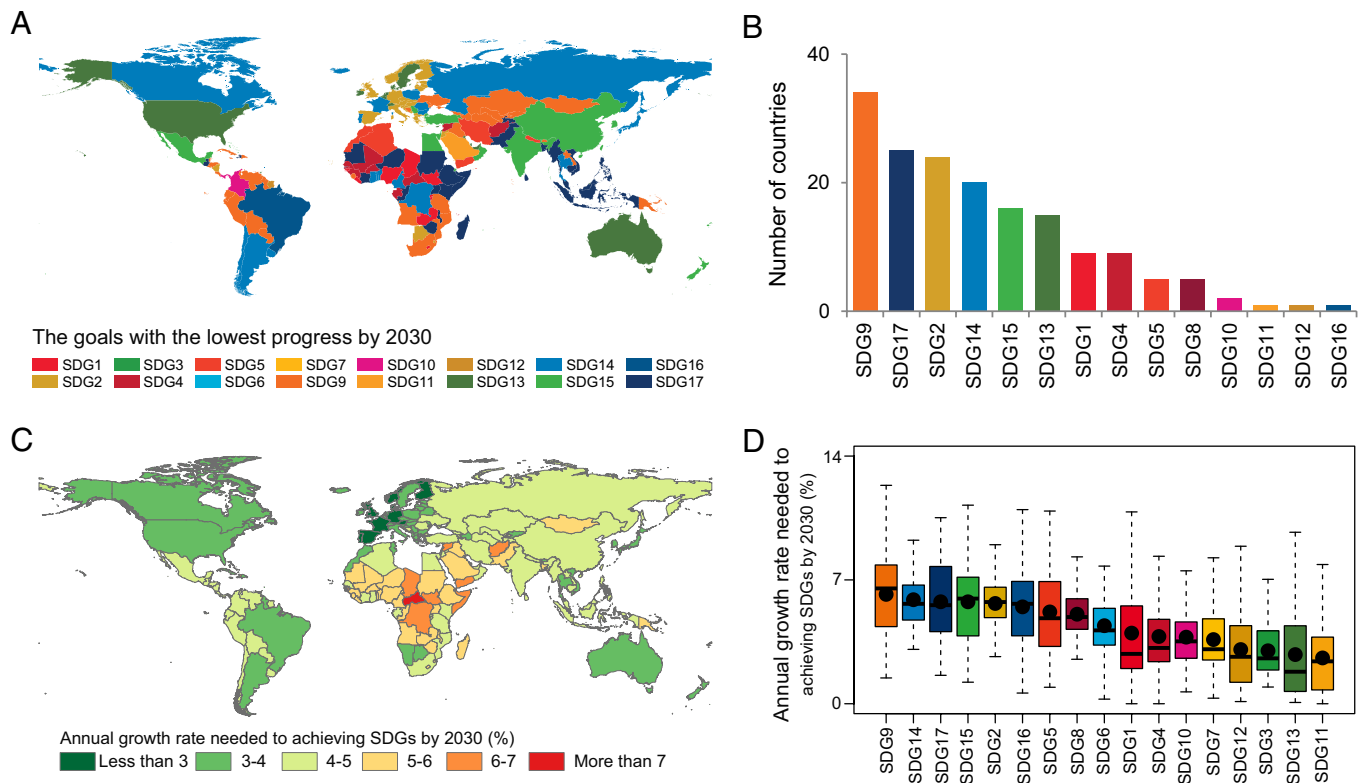 A
The goals with the lowest progress by 2030
SDG1 SDG3 SDG5 SDG7 SDG10 SDG12 SDG14 SDG16
SDG2 SDG4 SDG6 SDG9 SDG11 SDG13 SDG15 SDG17
B
Number of countries
40
20
0
SDG9 SDG17 SDG2 SDG14 SDG15 SDG13 SDG1 SDG4 SDG5 SDG8 SDG10 SDG11 SDG12 SDG16
C
Annual growth rate needed to achieving SDGs by 2030 (%)
Less than 3 3-4 4-5 5-6 6-7 More than 7
D
Annual growth rate needed to
achieving SDGs by 2030 (%)
14
7
0
SDG9 SDG14 SDG17 SDG15 SDG2 SDG16 SDG5 SDG8 SDG6 SDG1 SDG4 SDG10 SDG7 SDG12 SDG3 SDG13 SDG11